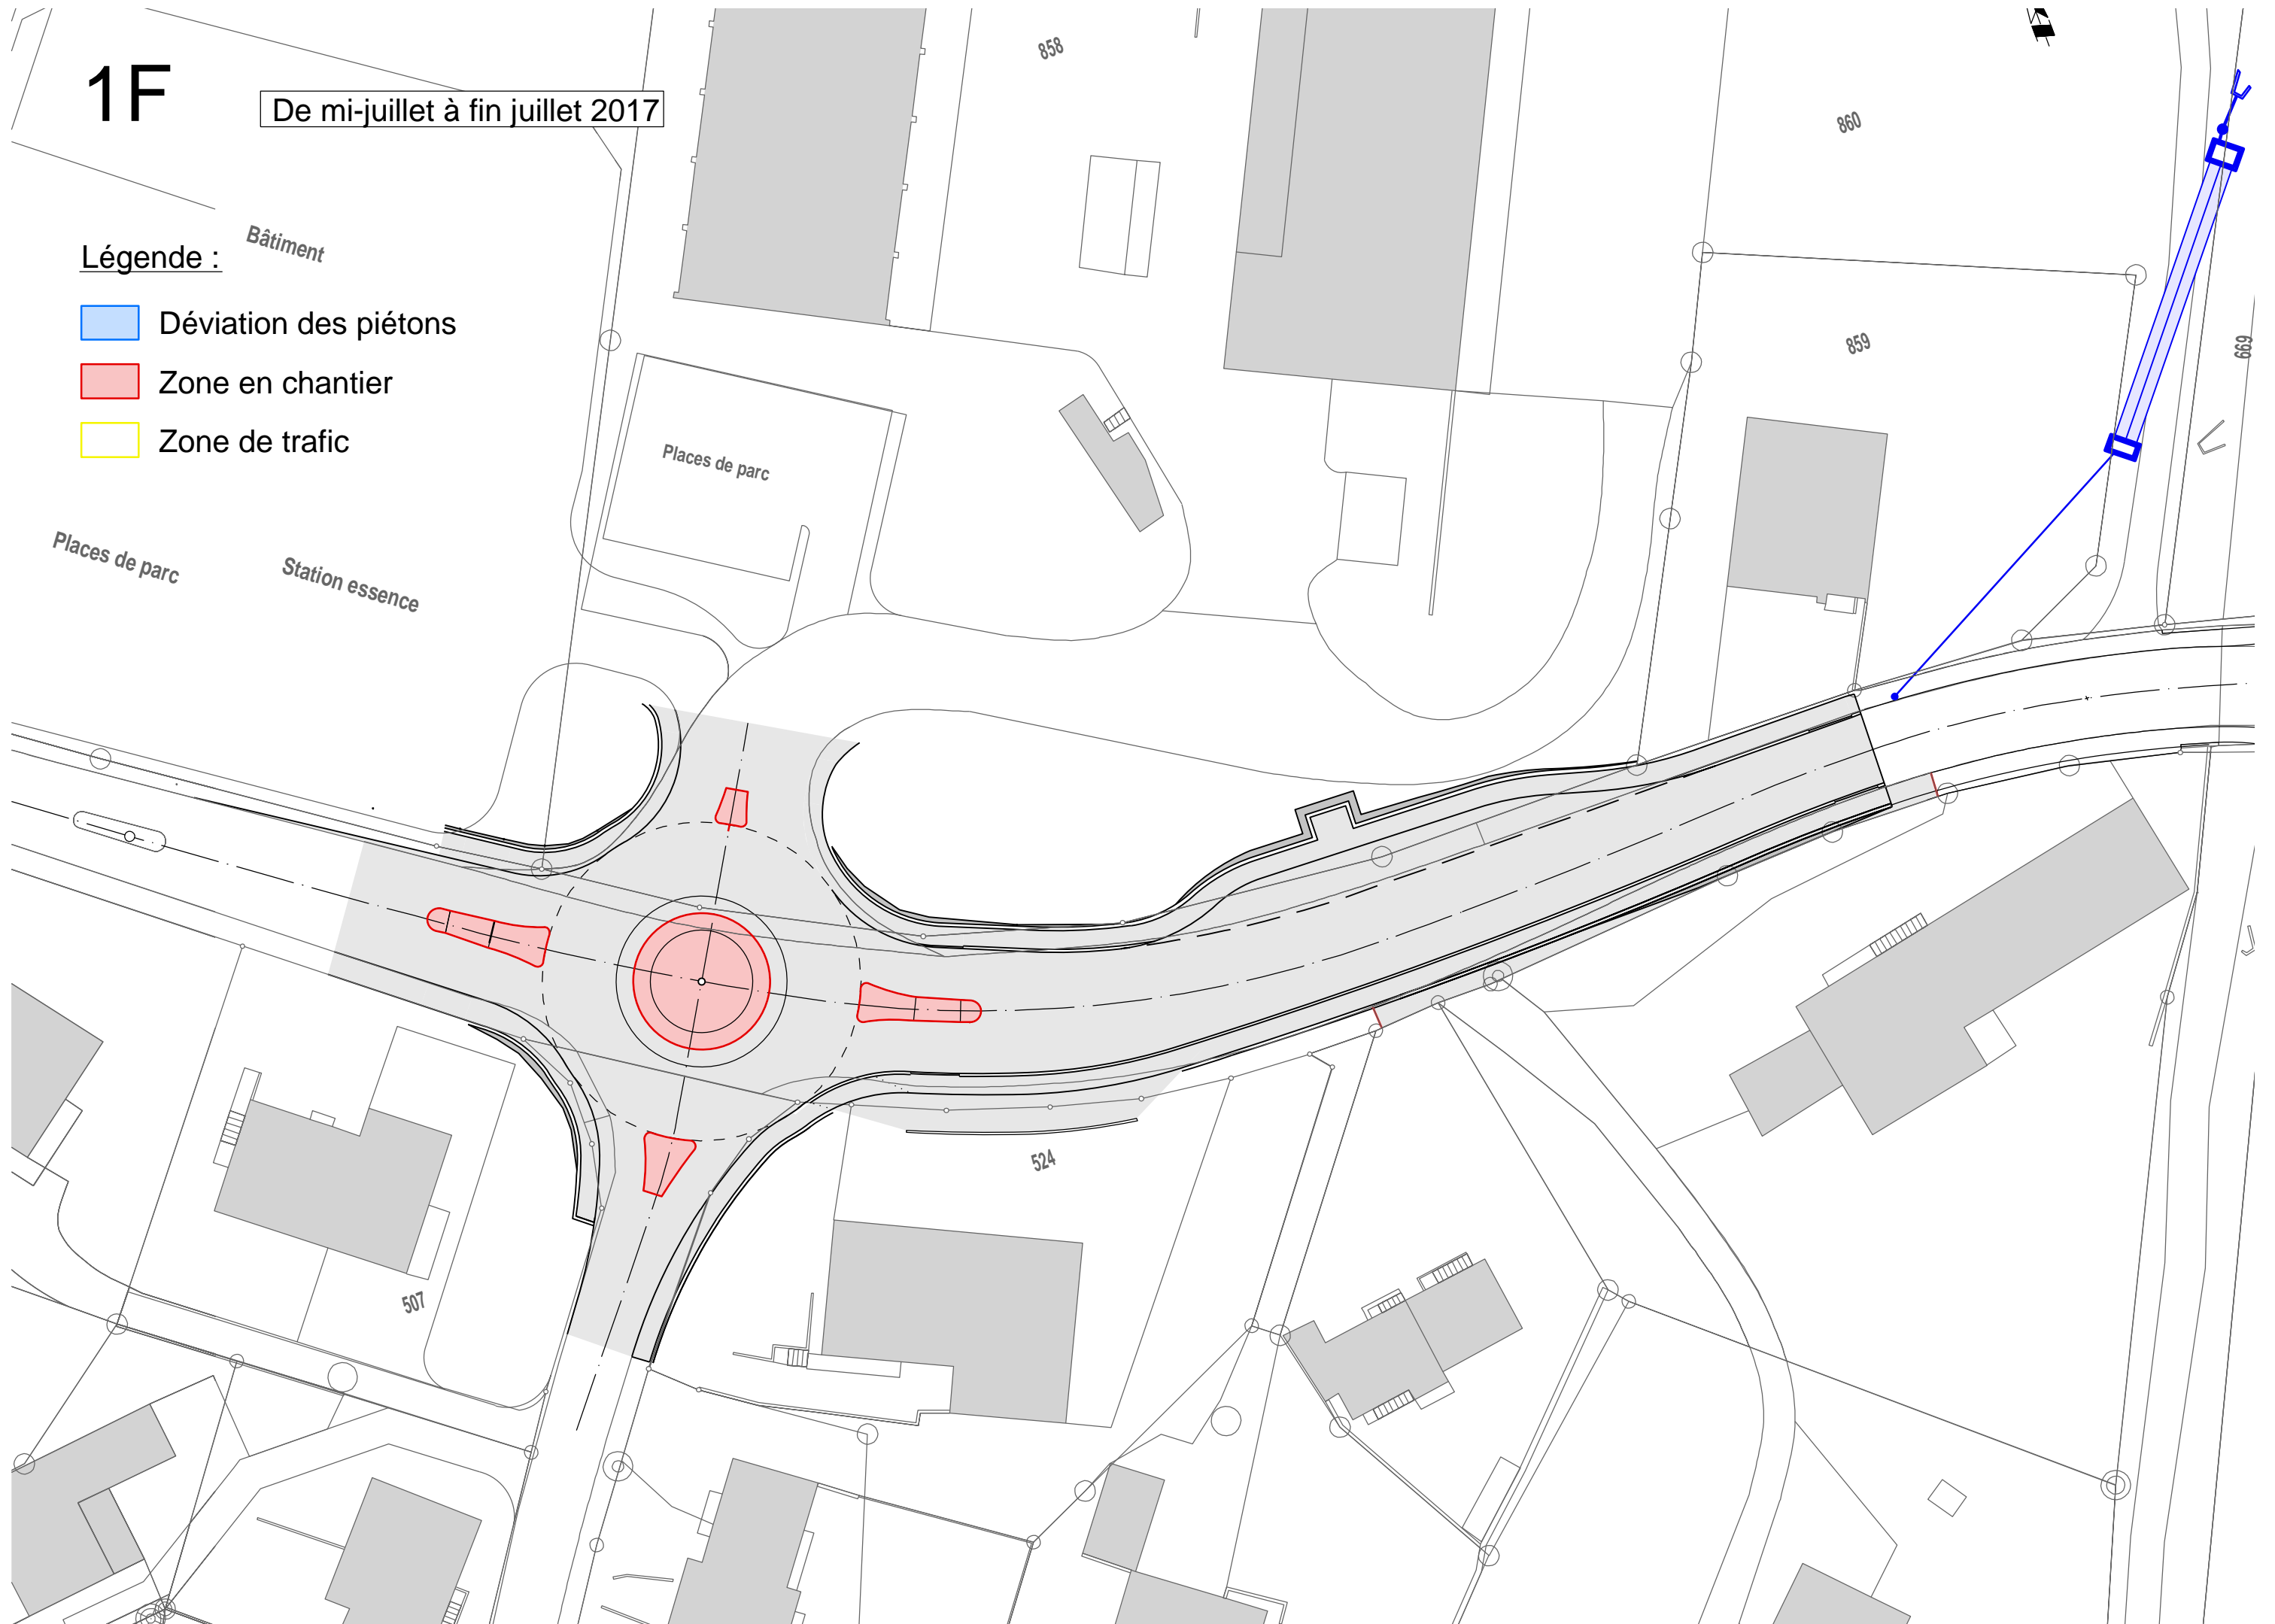 1F
De mi-juillet à fin juillet 2017
858
860
Bâtiment
Légende :
Déviation des piétons
Zone en chantier
Zone de trafic
859
669
Places de parc
Places de parc
Station essence
524
507